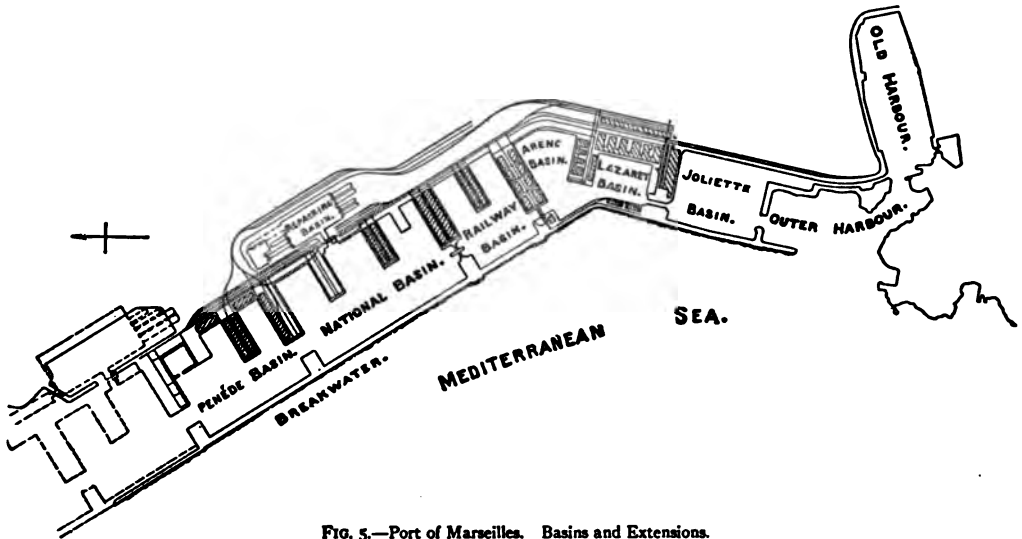 OLD HARBOUR.
ARENC
BASIN.
LAZARET
BASIN.
JOLIETTE
BASIN.
OUTER HARBOUR.
REPAIRING
BASIN.
RAILWAY
BASIN.
NATIONAL BASIN.
PENÉDE BASIN.
BREAKWATER.
MEDITERRANEAN SEA.
FIG. 5.—Port of Marseilles. Basins and Extensions.